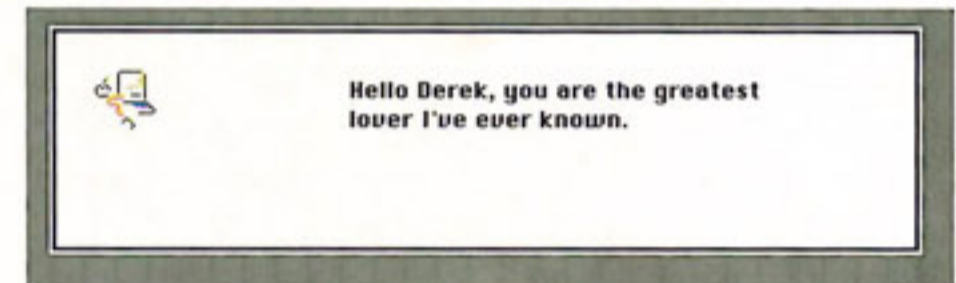 Hello Derek, you are the greatest
lover I've ever known.